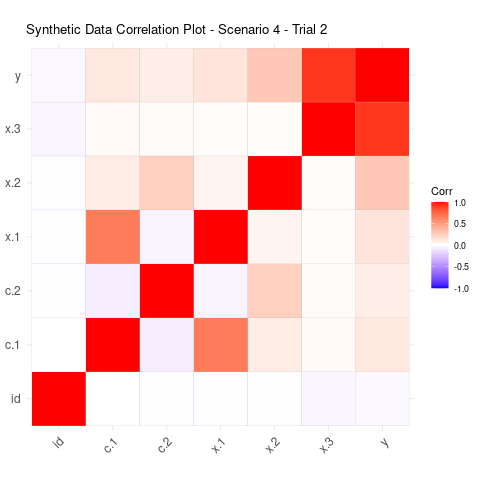 Synthetic Data Correlation Plot - Scenario 4 - Trial 2
y
x.3
x.2
x.1
c.2
c.1
id
id
c.1
c.2
x.1
x.2
x.3
y
Corr
1.0
0.5
0.0
-0.5
-1.0